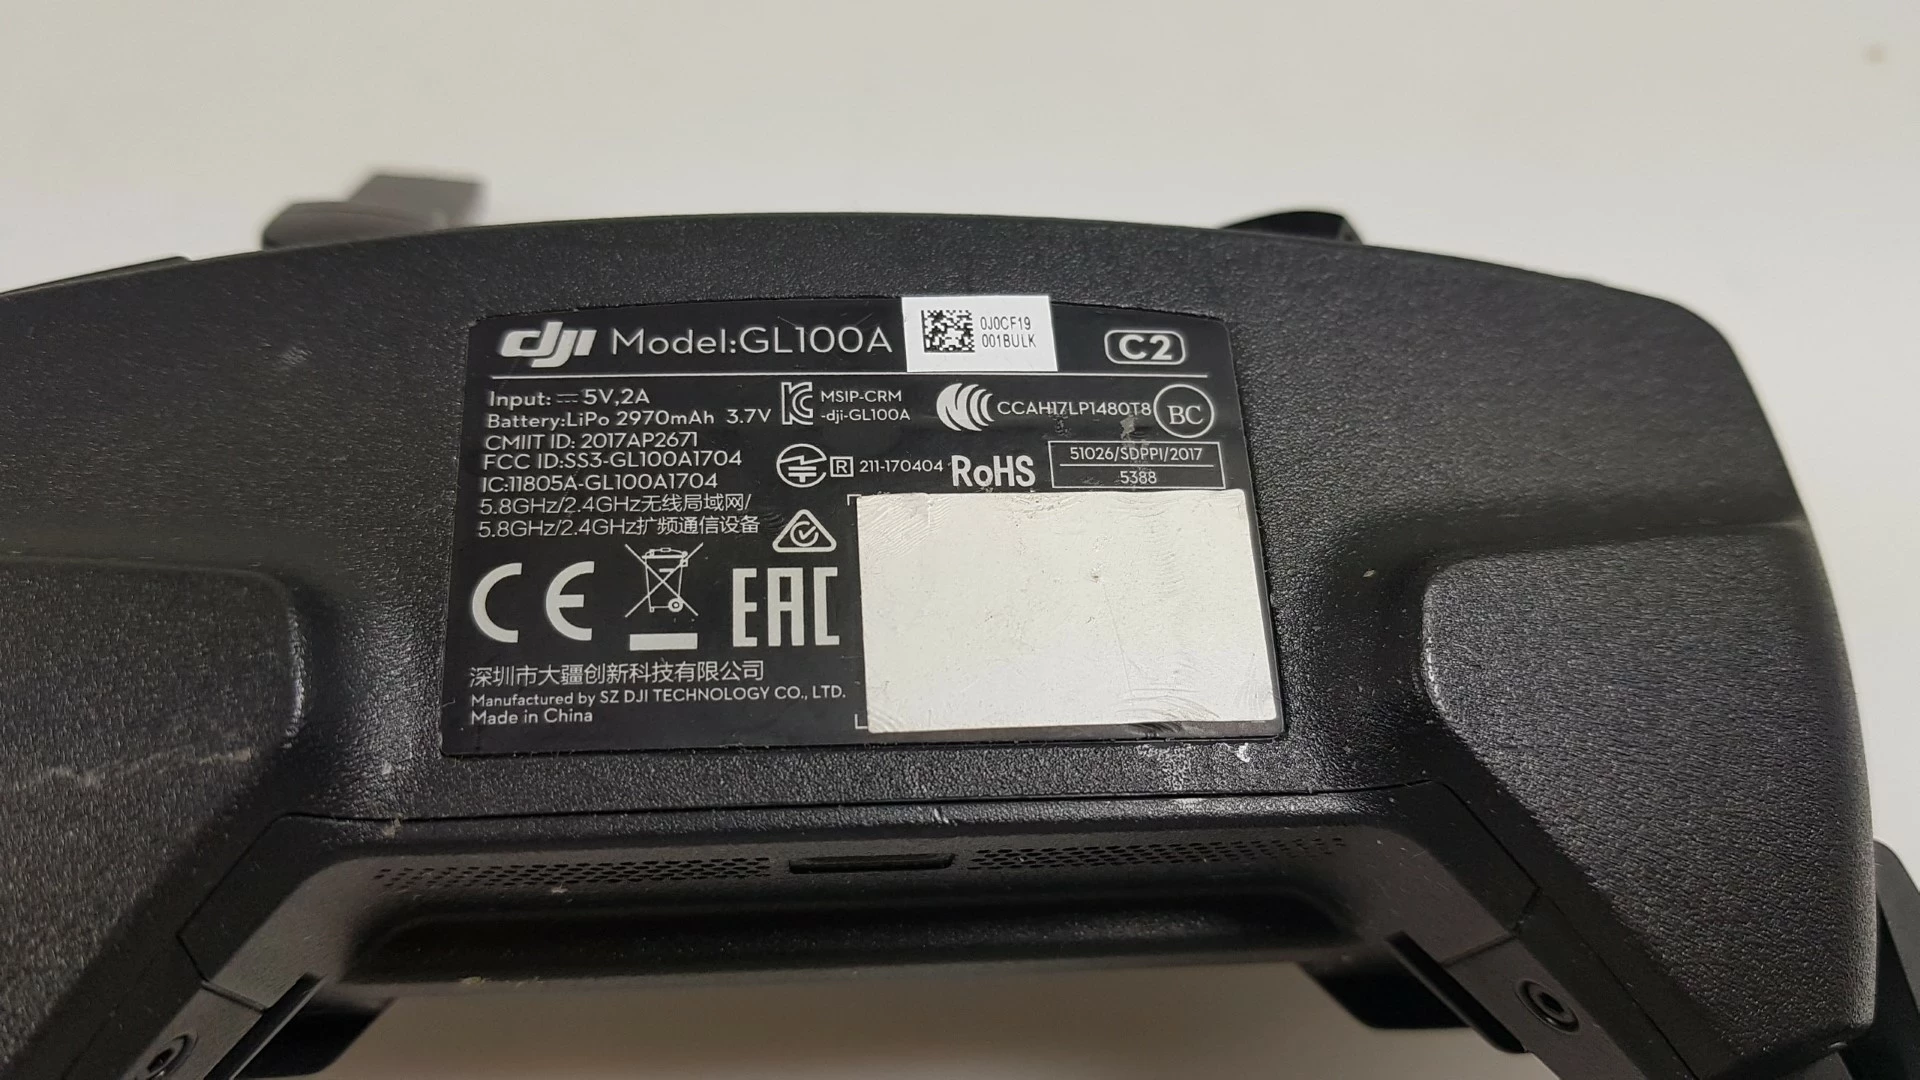 dji Model:GL100A
0J0CF19
001BULK
C2
Input: ⎓ 5V,2A
Battery:LiPo 2970mAh 3.7V
CMIIT ID: 2017AP2671
FCC ID:SS3-GL100A1704
IC:11805A-GL100A1704
5.8GHz/2.4GHz无线局域网/
5.8GHz/2.4GHz扩频通信设备
MSIP-CRM
-dji-GL100A
CCAH17LP1480T8
BC
R 211-170404
RoHS
51026/SDPPI/2017
5388
CE
EAC
深圳市大疆创新科技有限公司
Manufactured by SZ DJI TECHNOLOGY CO., LTD.
Made in China